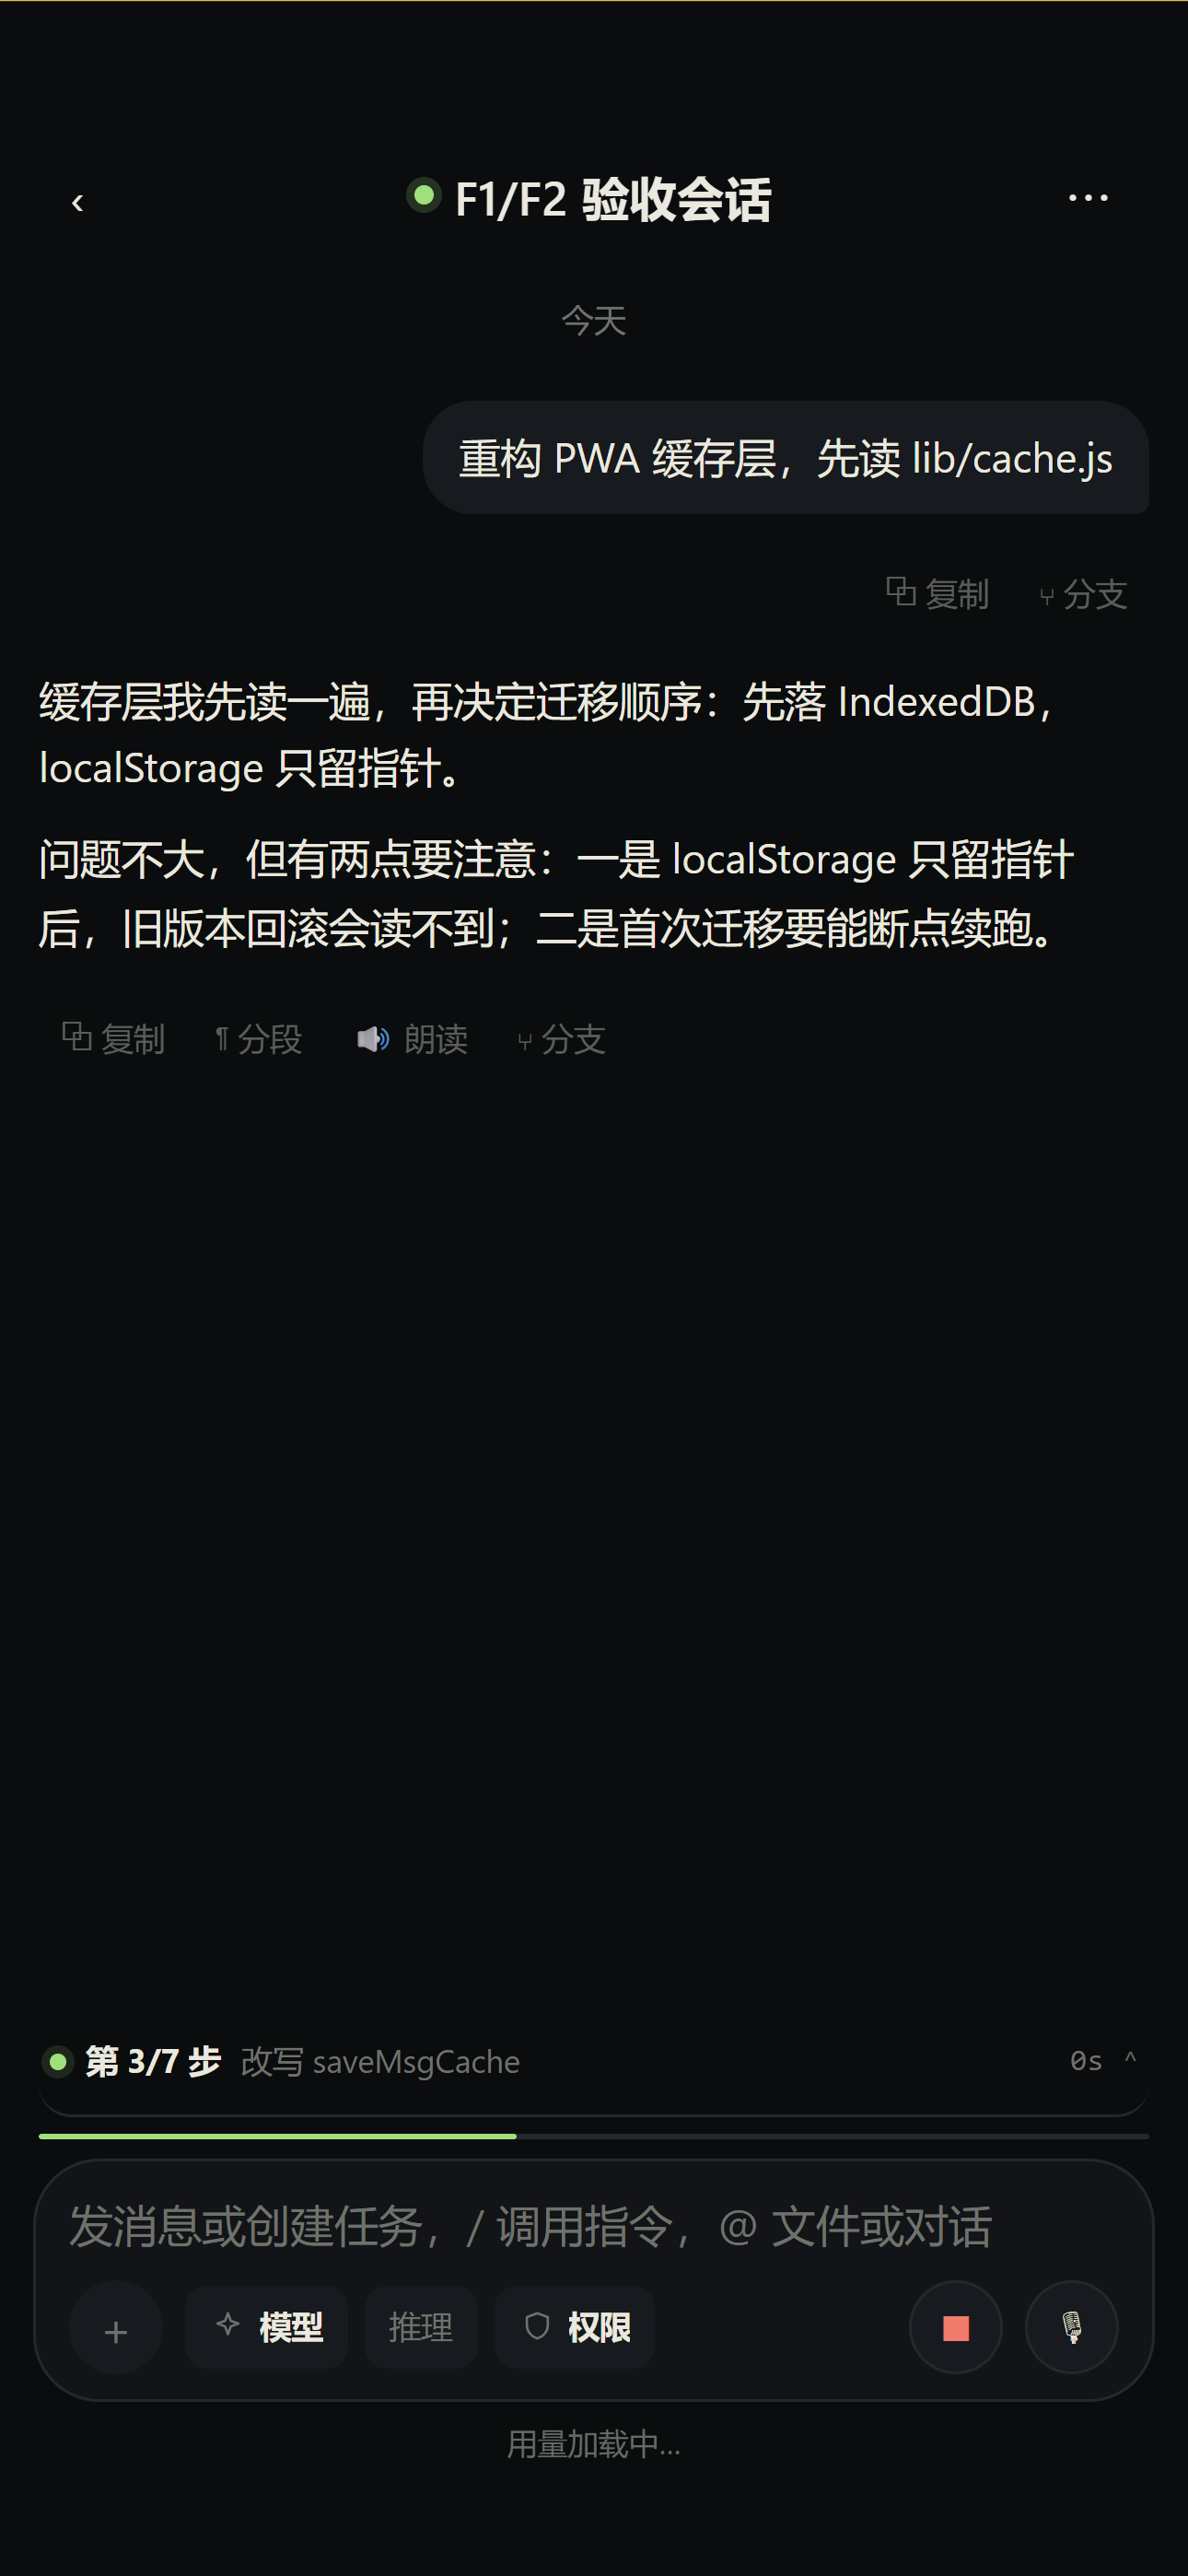 F1/F2 验收会话
今天
重构 PWA 缓存层，先读 lib/cache.js
复制 分支
缓存层我先读一遍，再决定迁移顺序：先落 IndexedDB，
localStorage 只留指针。
问题不大，但有两点要注意：一是 localStorage 只留指针
后，旧版本回滚会读不到；二是首次迁移要能断点续跑。
复制 ¶ 分段 朗读 分支
第 3/7 步 改写 saveMsgCache 0s ^
发消息或创建任务，/ 调用指令，@ 文件或对话
+ 模型 推理 权限
用量加载中...